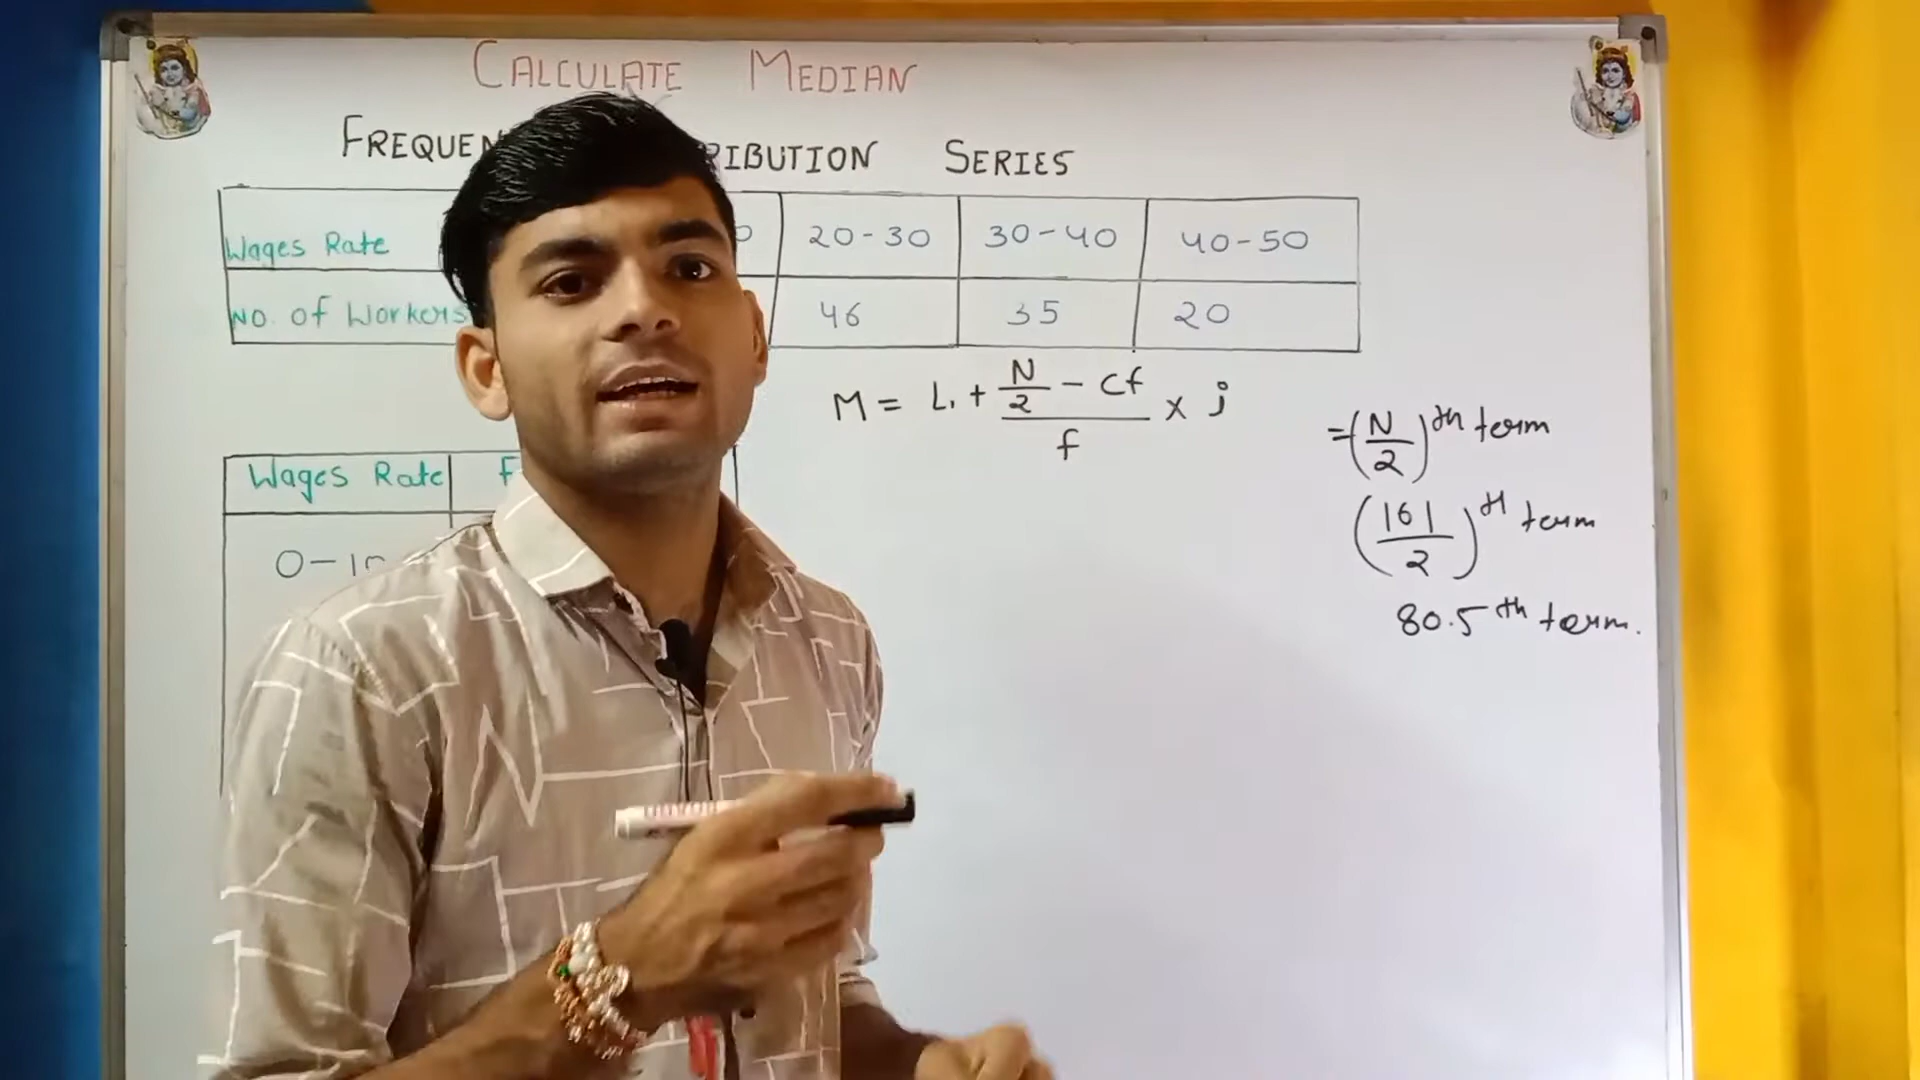 CALCULATE MEDIAN
FREQUEN RIBUTION SERIES
Wages Rate 20-30 30-40 40-50
No. of Workers 46 35 20
M = L₁ + N/2 - Cf / f x i
= (N/2)th term
Wages Rate F
(161/2)th term
0-10
80.5th term.